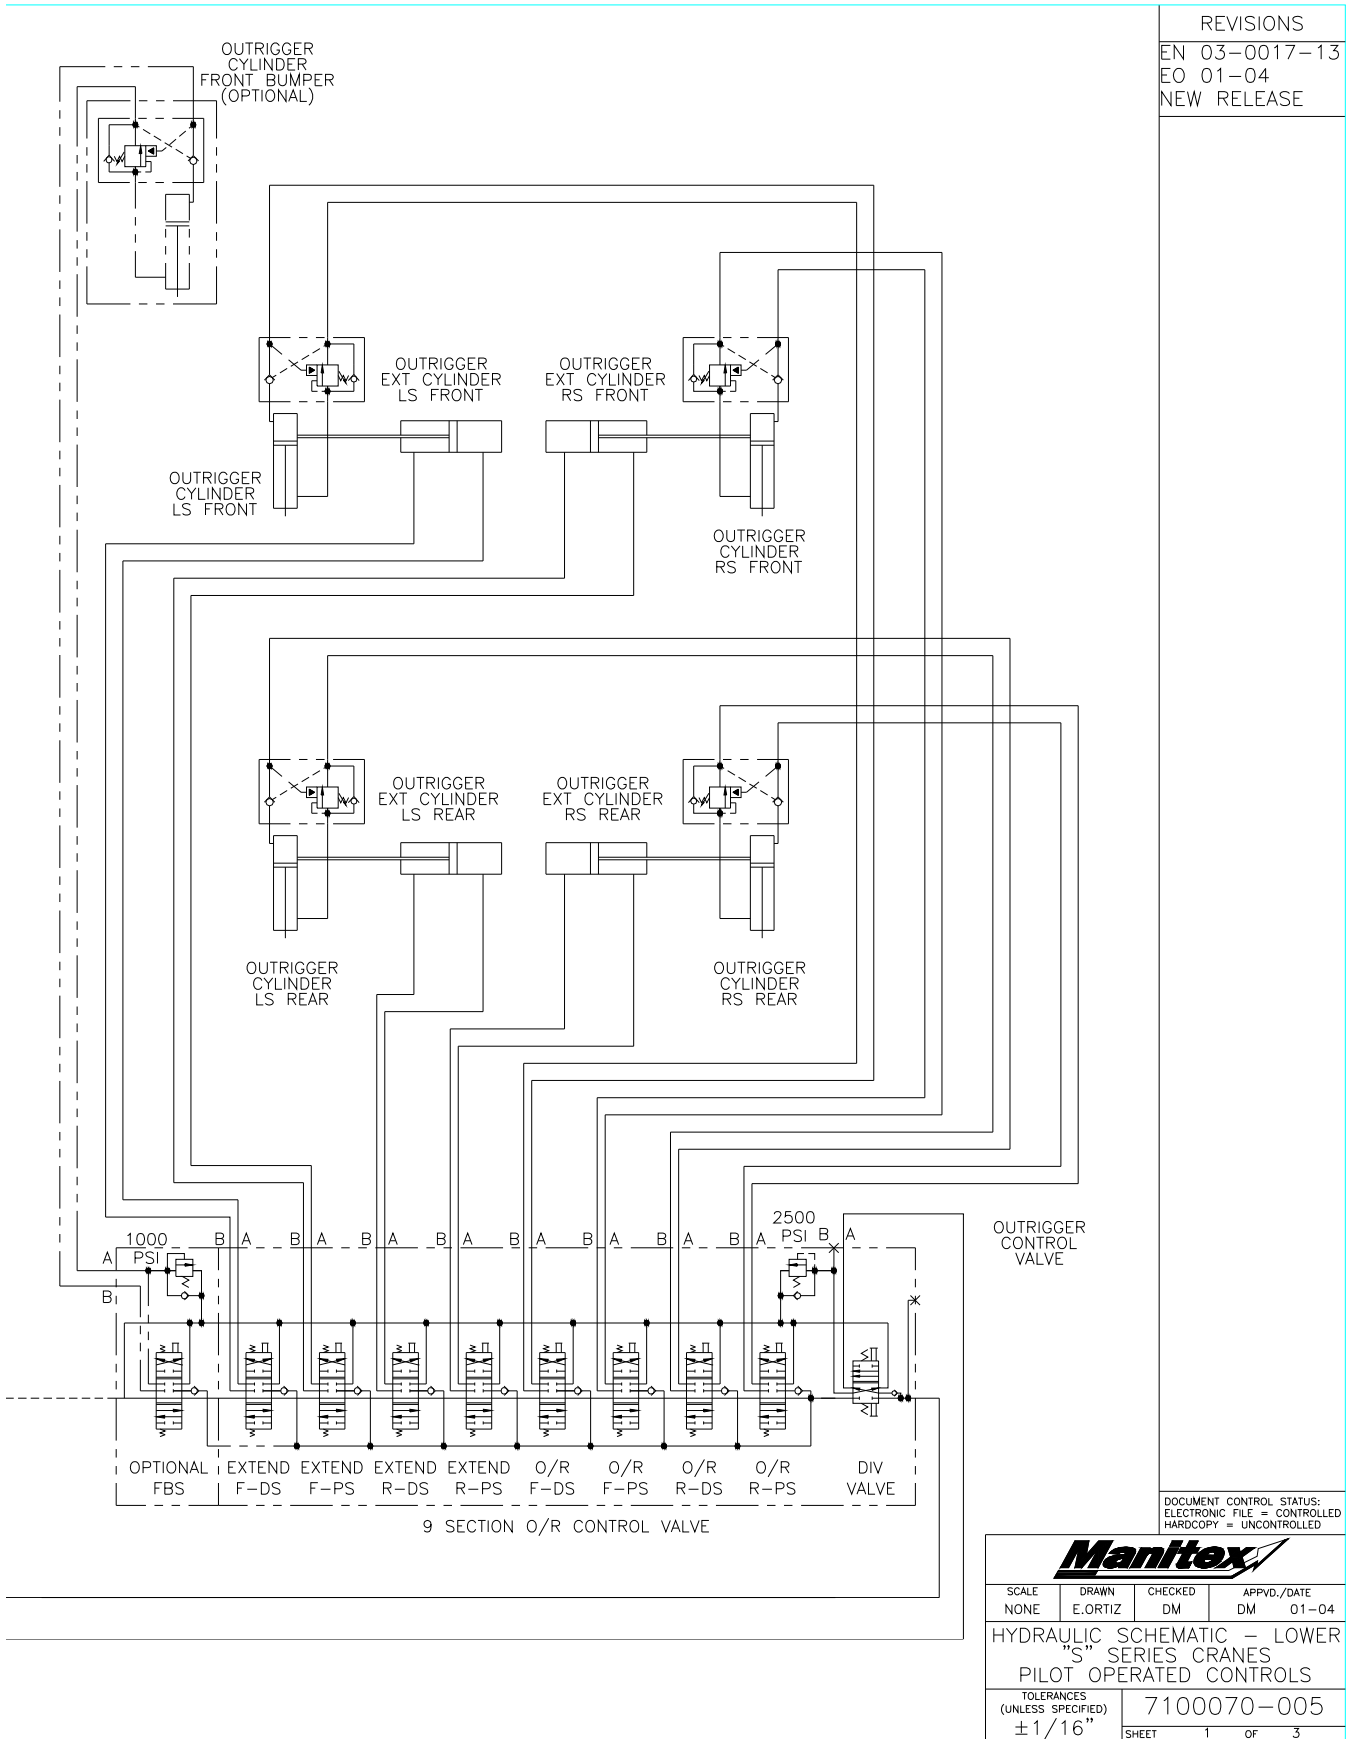 REVISIONS
EN 03-0017-13
EO 01-04
NEW RELEASE
OUTRIGGER
CYLINDER
FRONT BUMPER
(OPTIONAL)
OUTRIGGER
EXT CYLINDER
LS FRONT
OUTRIGGER
EXT CYLINDER
RS FRONT
OUTRIGGER
CYLINDER
LS FRONT
OUTRIGGER
CYLINDER
RS FRONT
OUTRIGGER
EXT CYLINDER
LS REAR
OUTRIGGER
EXT CYLINDER
RS REAR
OUTRIGGER
CYLINDER
LS REAR
OUTRIGGER
CYLINDER
RS REAR
OUTRIGGER
CONTROL
VALVE
1000
PSI
2500
PSI
A
B
B A
B A
B A
B A
B A
B A
B A
B A
B A
OPTIONAL
FBS
EXTEND
F-DS
EXTEND
F-PS
EXTEND
R-DS
EXTEND
R-PS
O/R
F-DS
O/R
F-PS
O/R
R-DS
O/R
R-PS
DIV
VALVE
9 SECTION O/R CONTROL VALVE
DOCUMENT CONTROL STATUS:
ELECTRONIC FILE = CONTROLLED
HARDCOPY = UNCONTROLLED
Manitex
SCALE
NONE
DRAWN
E.ORTIZ
CHECKED
DM
APPVD./DATE
DM 01-04
HYDRAULIC SCHEMATIC - LOWER
"S" SERIES CRANES
PILOT OPERATED CONTROLS
TOLERANCES
(UNLESS SPECIFIED)
±1/16"
7100070-005
SHEET 1 OF 3